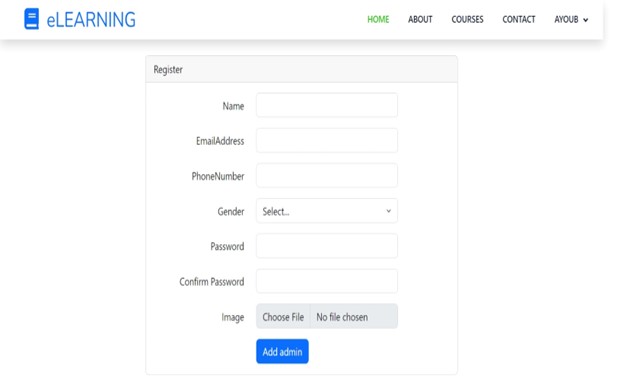 eLEARNING HOME ABOUT COURSES CONTACT AYOUB
Register
Name
EmailAddress
PhoneNumber
Gender Select...
Password
Confirm Password
Image Choose File No file chosen
Add admin